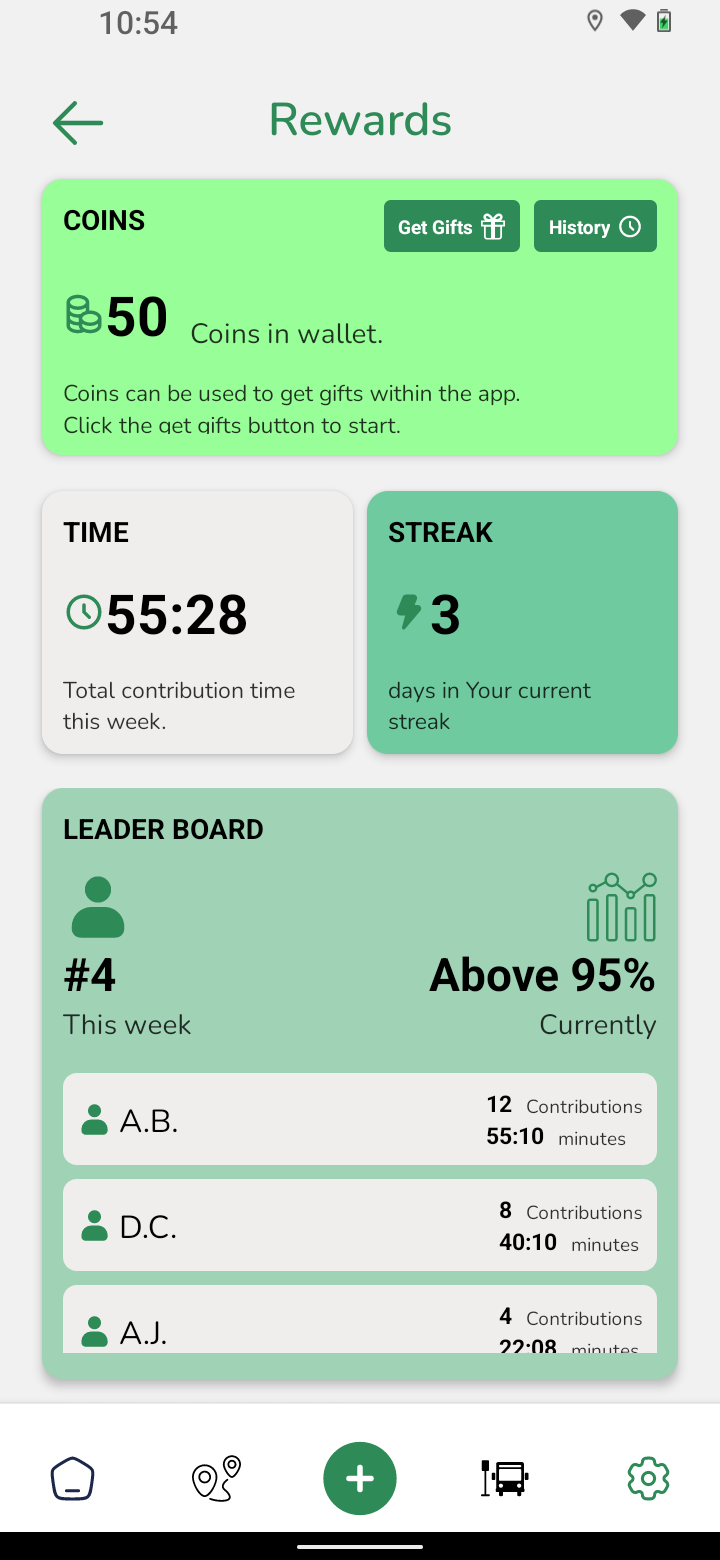 10:54
Rewards
COINS
Get Gifts
History
50 Coins in wallet.
Coins can be used to get gifts within the app.
Click the get gifts button to start.
TIME
55:28
Total contribution time
this week.
STREAK
3
days in Your current
streak
LEADER BOARD
#4
This week
Above 95%
Currently
A.B.
12 Contributions
55:10 minutes
D.C.
8 Contributions
40:10 minutes
A.J.
4 Contributions
22:08 minutes